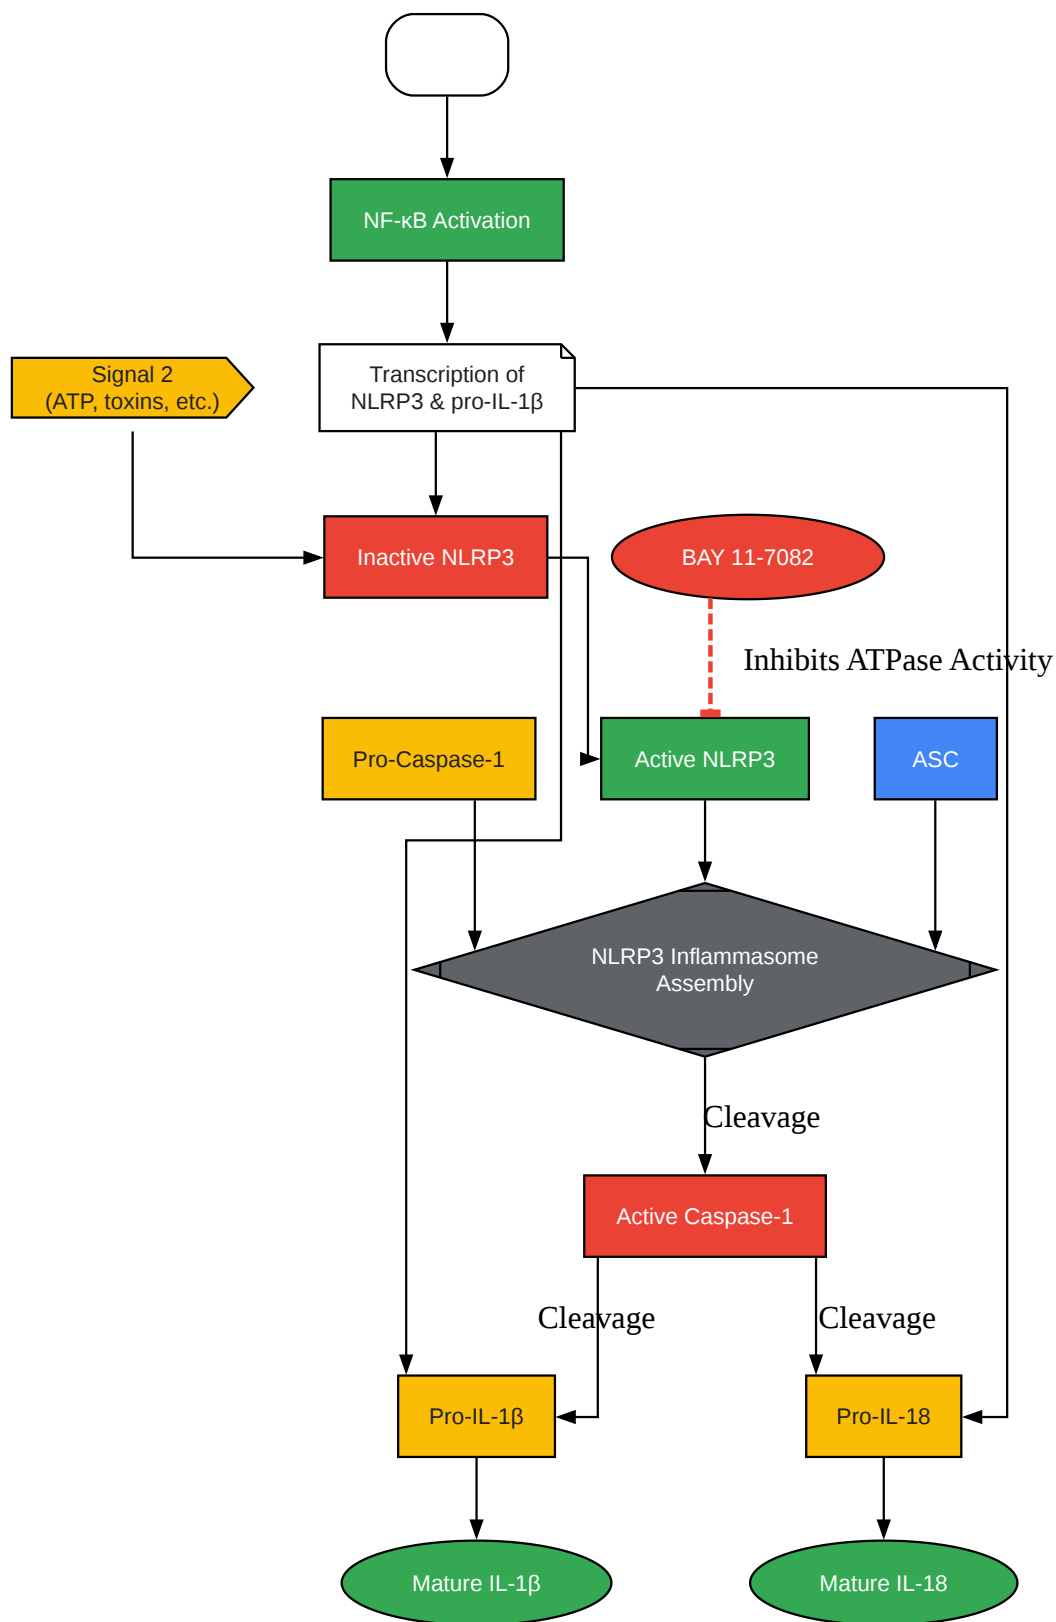 NF-κB Activation
Signal 2
(ATP, toxins, etc.)
Transcription of
NLRP3 & pro-IL-1β
Inactive NLRP3
BAY 11-7082
Inhibits ATPase Activity
Pro-Caspase-1
Active NLRP3
ASC
NLRP3 Inflammasome
Assembly
Cleavage
Active Caspase-1
Cleavage
Cleavage
Pro-IL-1β
Pro-IL-18
Mature IL-1β
Mature IL-18